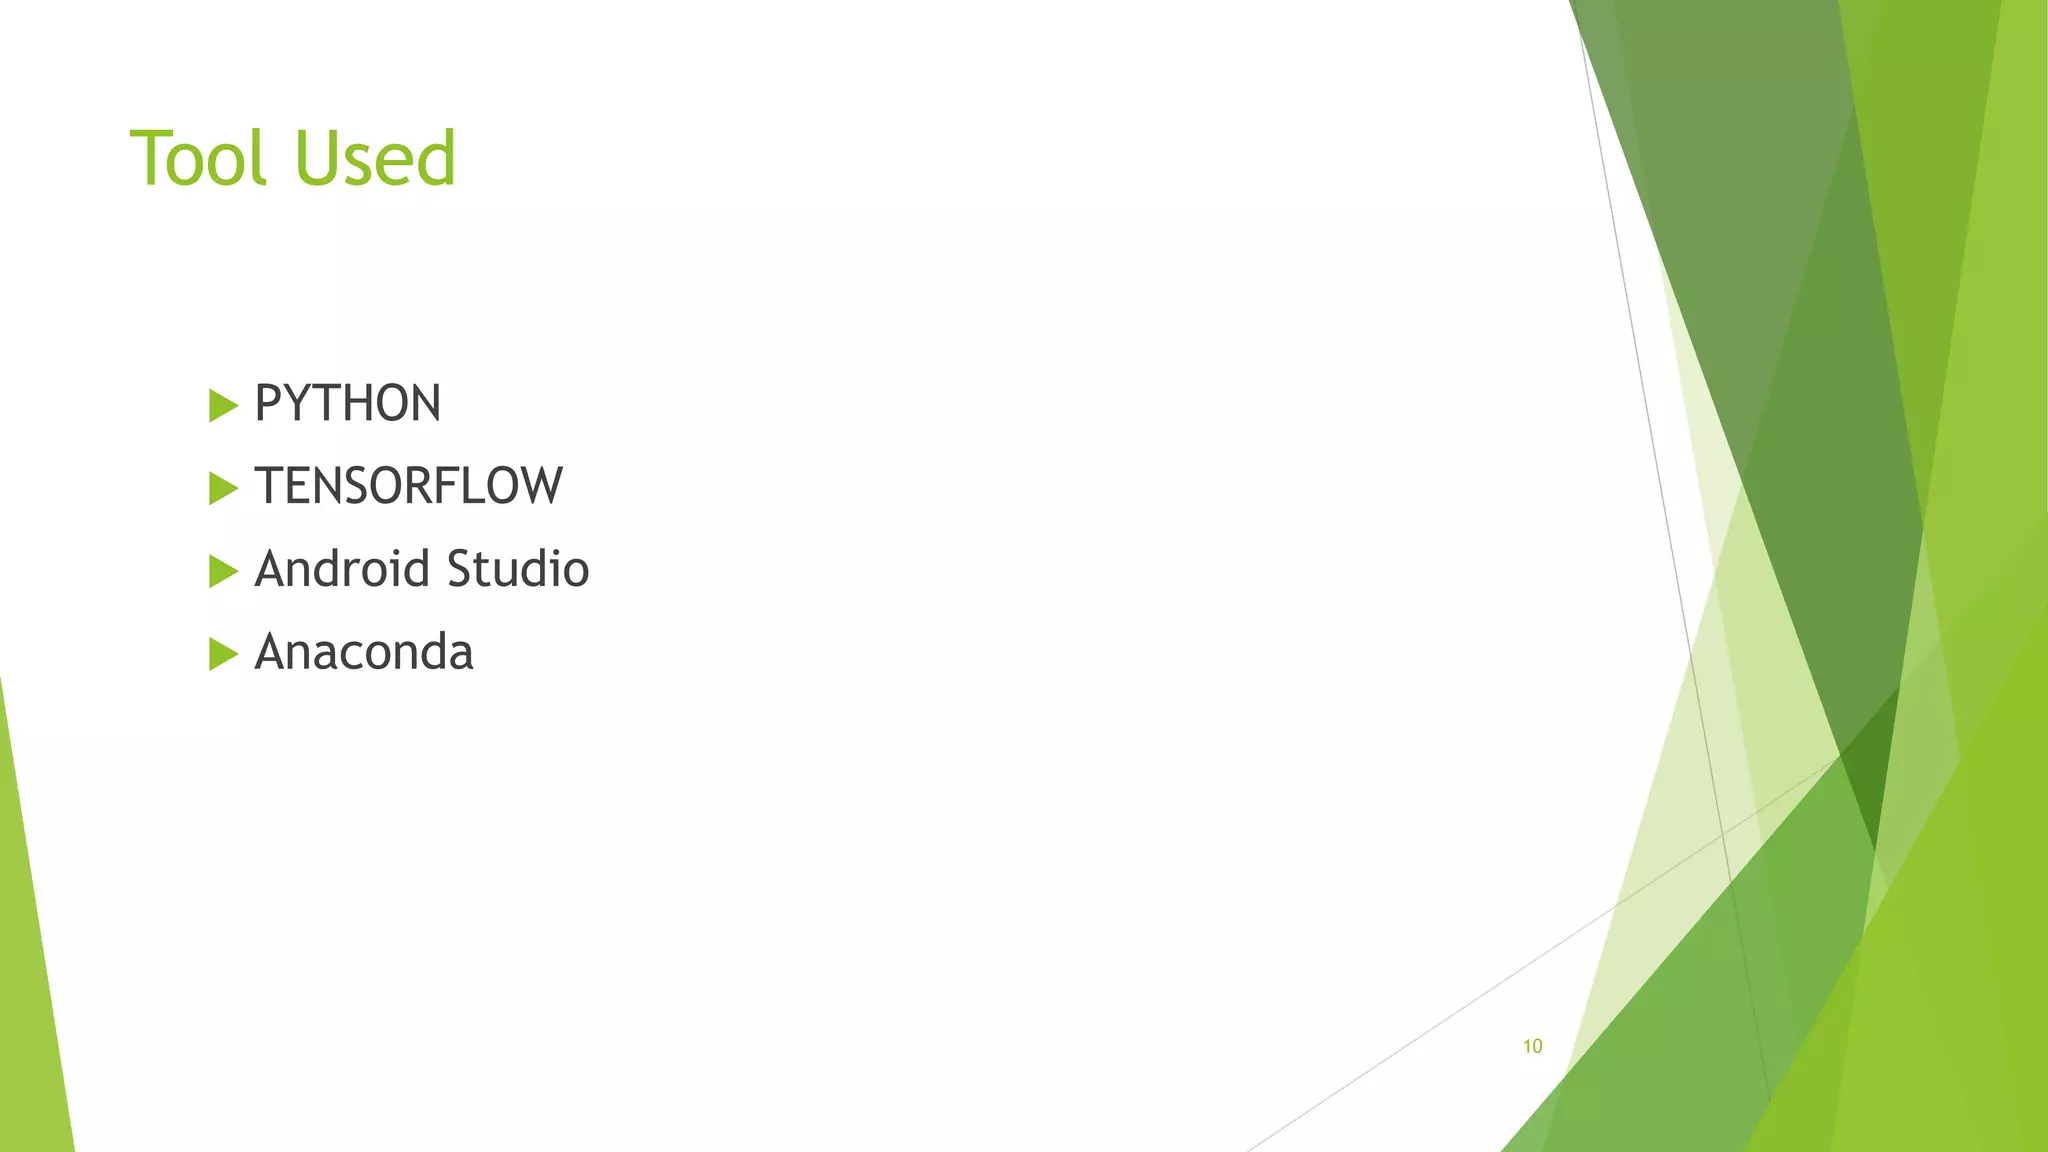 Tool Used
PYTHON
TENSORFLOW
Android Studio
Anaconda
10